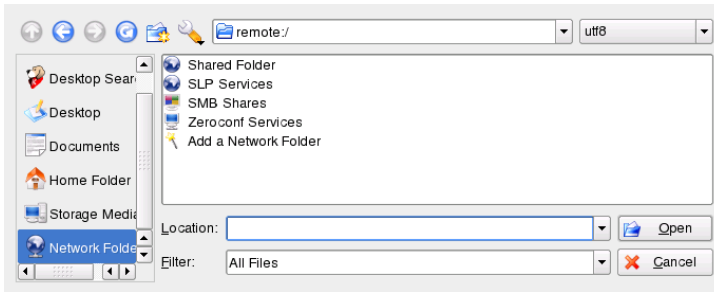 remote:/
utf8
Desktop Sear
Desktop
Documents
Home Folder
Storage Media
Network Folde
Shared Folder
SLP Services
SMB Shares
Zeroconf Services
Add a Network Folder
Location:
Open
Filter:
All Files
Cancel